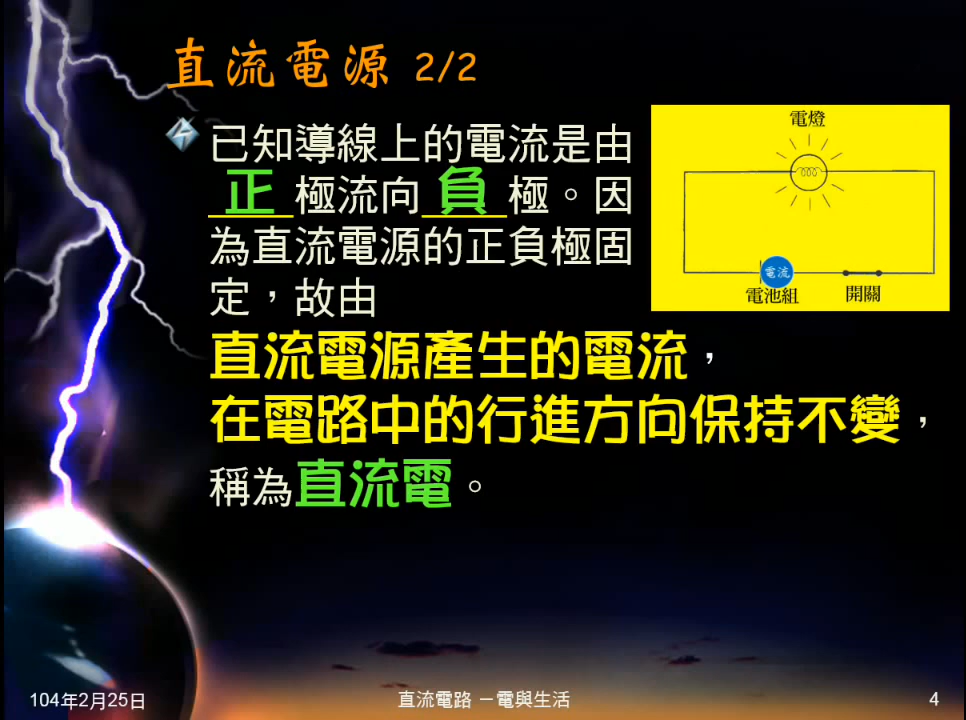 直流電源 2/2
已知導線上的電流是由
正極流向負極。因
為直流電源的正負極固
定，故由
直流電源產生的電流，
在電路中的行進方向保持不變，
稱為直流電。
電燈
電流
電池組
開關
104年2月25日
直流電路 －電與生活
4